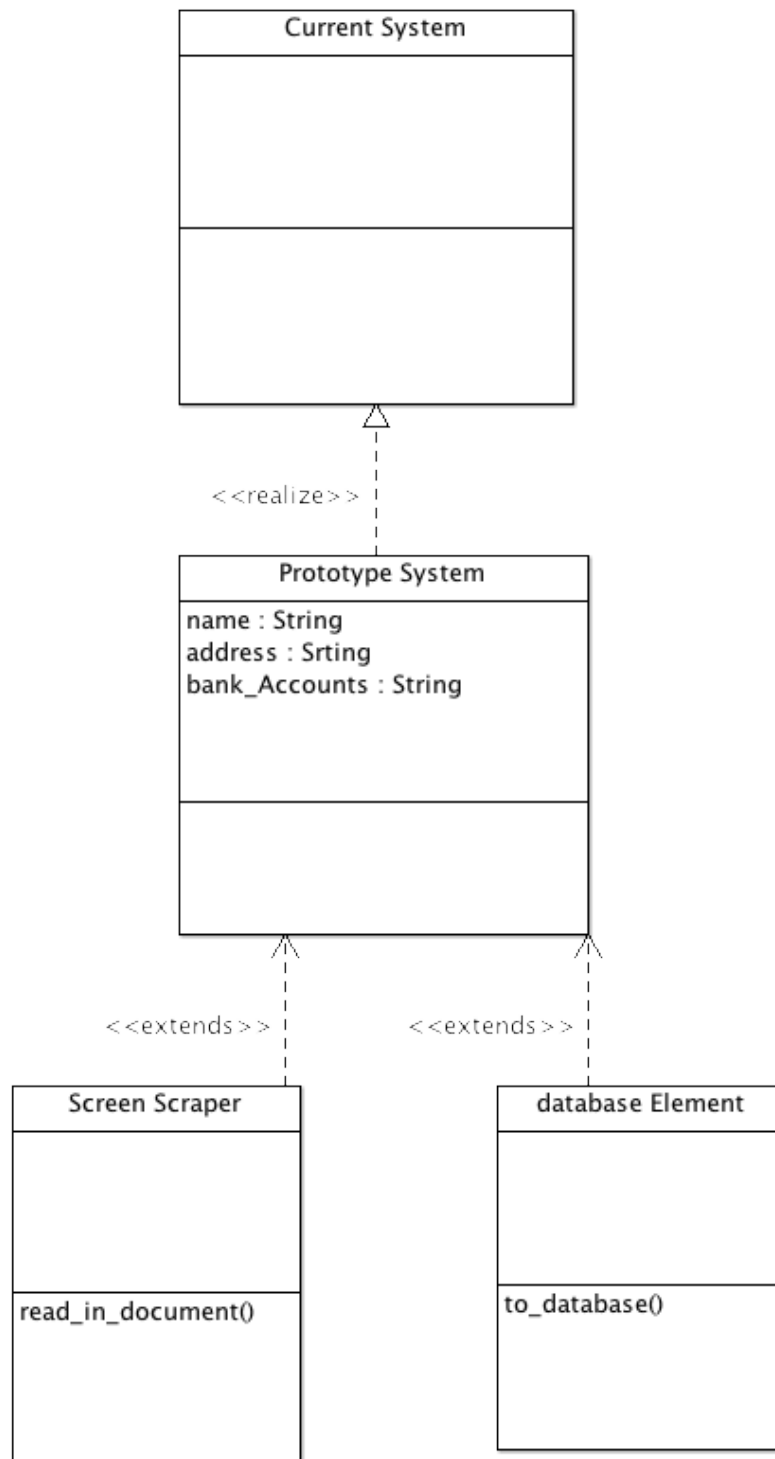 Current System
<<realize>>
Prototype System
name : String
address : Srting
bank_Accounts : String
<<extends>>
<<extends>>
Screen Scraper
database Element
read_in_document()
to_database()